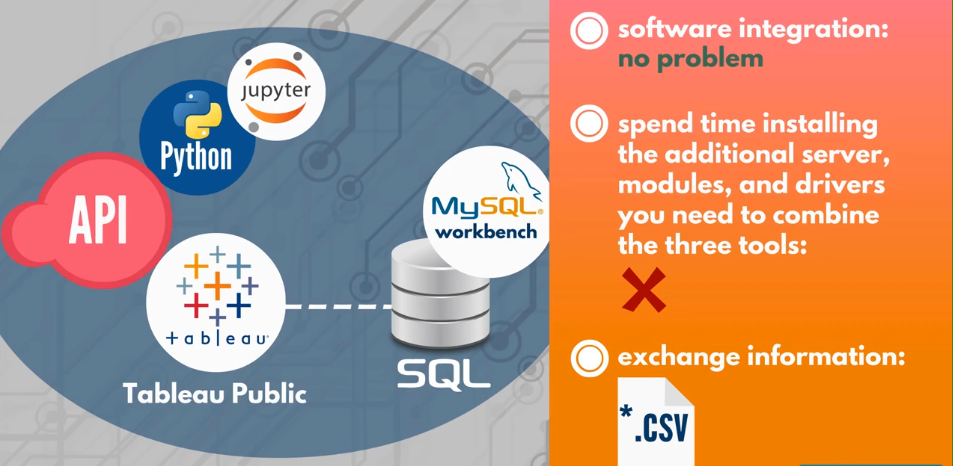 jupyter
Python
API
MySQL®
workbench
+ a b | e a u
SQL
Tableau Public
software integration:
no problem
spend time installing
the additional server,
modules, and drivers
you need to combine
the three tools:
exchange information:
* .CSV